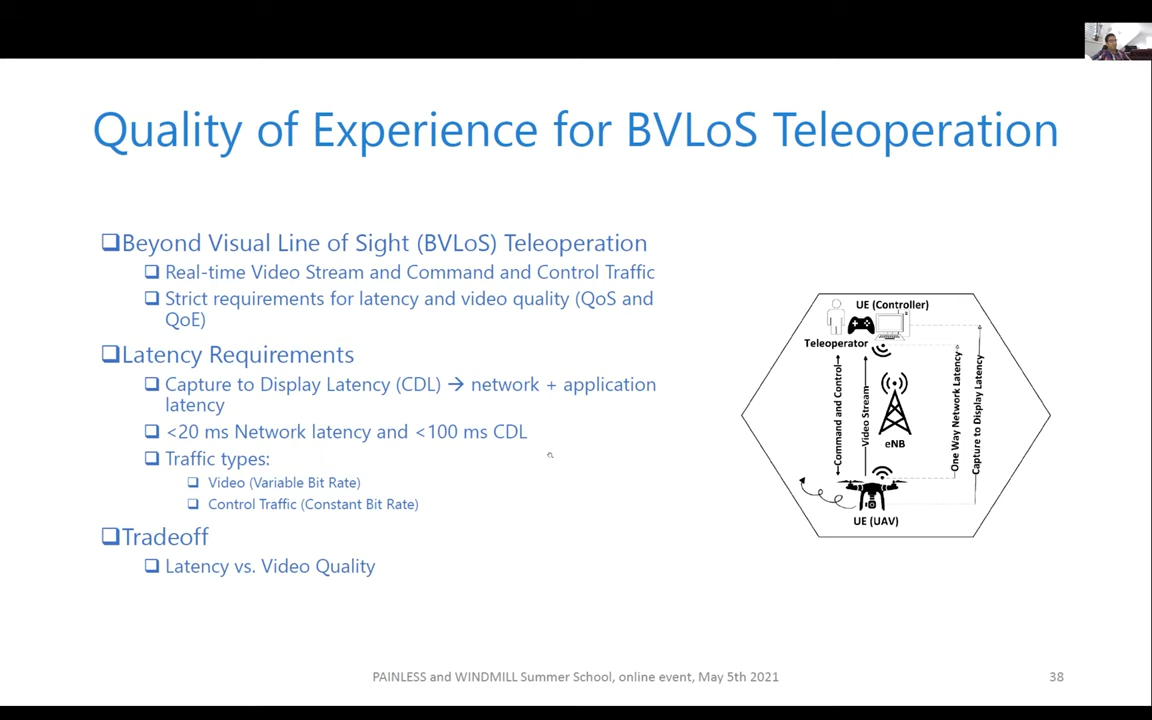 Quality of Experience for BVLoS Teleoperation
❑Beyond Visual Line of Sight (BVLoS) Teleoperation
❑ Real-time Video Stream and Command and Control Traffic
❑ Strict requirements for latency and video quality (QoS and
QoE)
❑Latency Requirements
❑ Capture to Display Latency (CDL) → network + application
latency
❑ <20 ms Network latency and <100 ms CDL
❑ Traffic types:
❑ Video (Variable Bit Rate)
❑ Control Traffic (Constant Bit Rate)
❑Tradeoff
❑ Latency vs. Video Quality
UE (Controller)
Teleoperator
Command and Control
Video Stream
eNB
One Way Network Latency
Capture to Display Latency
UE (UAV)
PAINLESS and WINDMILL Summer School, online event, May 5th 2021
38